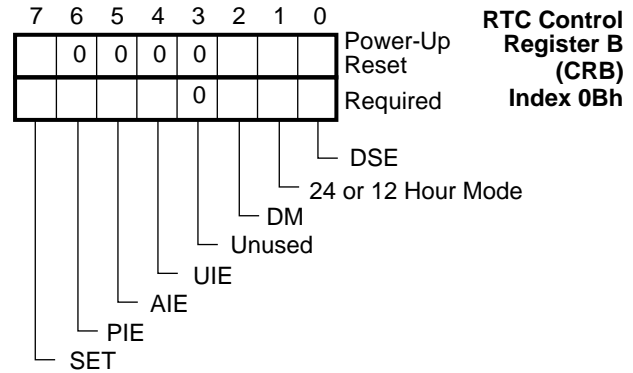 7 6 5 4 3 2 1 0
RTC Control
Register B
(CRB)
Index 0Bh
0 0 0 0
Power-Up
Reset
0
Required
DSE
24 or 12 Hour Mode
DM
Unused
UIE
AIE
PIE
SET